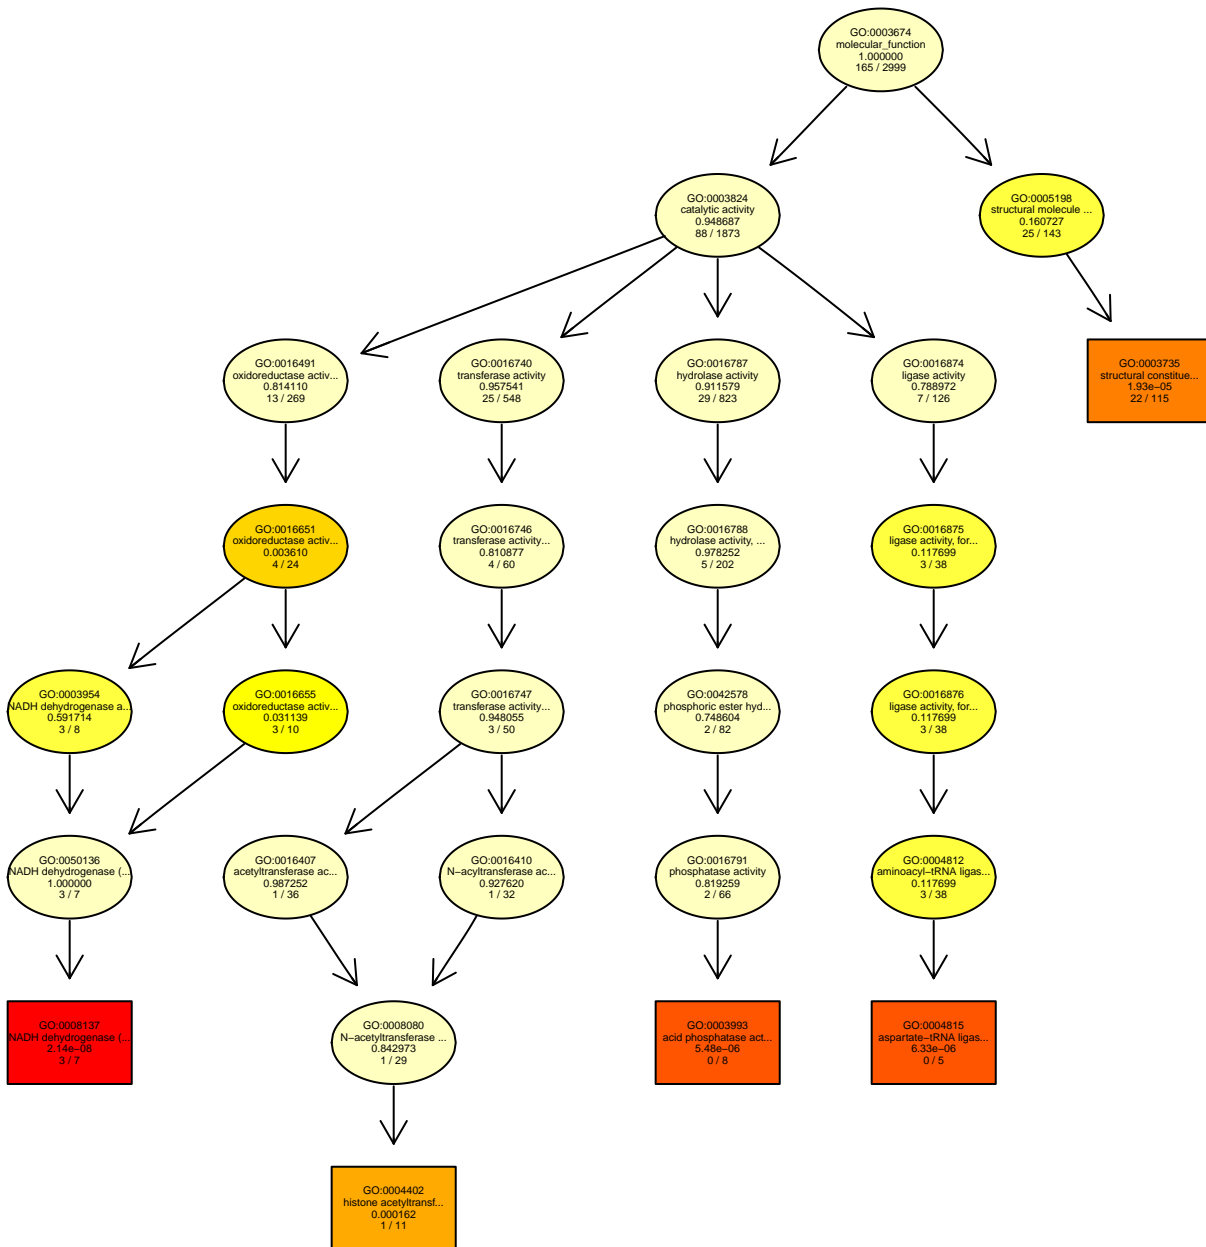 GO:0003674
molecular_function
1.000000
165 / 2999
GO:0003824
catalytic activity
0.948687
88 / 1873
GO:0005198
structural molecule ...
0.160727
25 / 143
GO:0016491
oxidoreductase activ...
0.814110
13 / 269
GO:0016740
transferase activity
0.957541
25 / 548
GO:0016787
hydrolase activity
0.911579
29 / 823
GO:0016874
ligase activity
0.788972
7 / 126
GO:0003735
structural constitue...
1.93e−05
22 / 115
GO:0016651
oxidoreductase activ...
0.003610
4 / 24
GO:0016746
transferase activity...
0.810877
4 / 60
GO:0016788
hydrolase activity, ...
0.978252
5 / 202
GO:0016875
ligase activity, for...
0.117699
3 / 38
GO:0003954
NADH dehydrogenase a...
0.591714
3 / 8
GO:0016655
oxidoreductase activ...
0.031139
3 / 10
GO:0016747
transferase activity...
0.948055
3 / 50
GO:0042578
phosphoric ester hyd...
0.748604
2 / 82
GO:0016876
ligase activity, for...
0.117699
3 / 38
GO:0050136
NADH dehydrogenase (...
1.000000
3 / 7
GO:0016407
acetyltransferase ac...
0.987252
1 / 36
GO:0016410
N−acyltransferase ac...
0.927620
1 / 32
GO:0016791
phosphatase activity
0.819259
2 / 66
GO:0004812
aminoacyl−tRNA ligas...
0.117699
3 / 38
GO:0008137
NADH dehydrogenase (...
2.14e−08
3 / 7
GO:0008080
N−acetyltransferase ...
0.842973
1 / 29
GO:0003993
acid phosphatase act...
5.48e−06
0 / 8
GO:0004815
aspartate−tRNA ligas...
6.33e−06
0 / 5
GO:0004402
histone acetyltransf...
0.000162
1 / 11